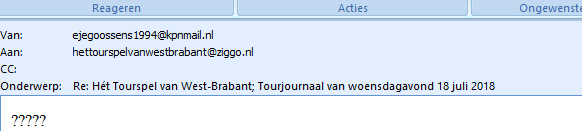 Reageren Acties Ongewenste
Van: ejegoossens1994@kpnmail.nl
Aan: hettourspelvanwestbrabant@ziggo.nl
CC:
Onderwerp: Re: Hét Tourspel van West-Brabant; Tourjournaal van woensdagavond 18 juli 2018
?????